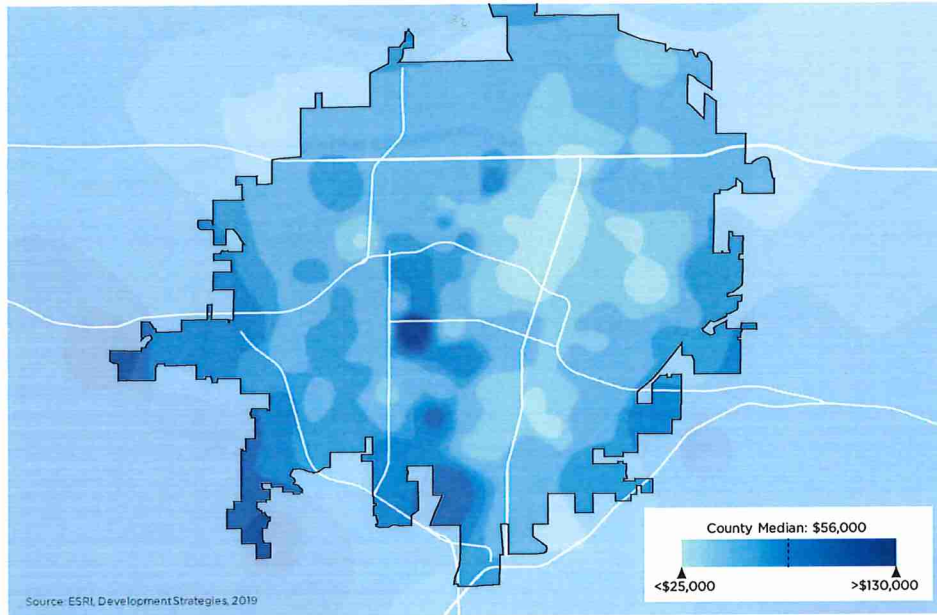 County Median: $56,000
<$25,000
>$130,000
Source: ESRI, Development Strategies, 2019